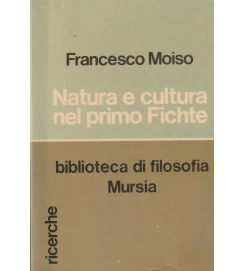 Francesco Moiso
Natura e cultura
nel primo Fichte
biblioteca di filosofia
Mursia
ricerche